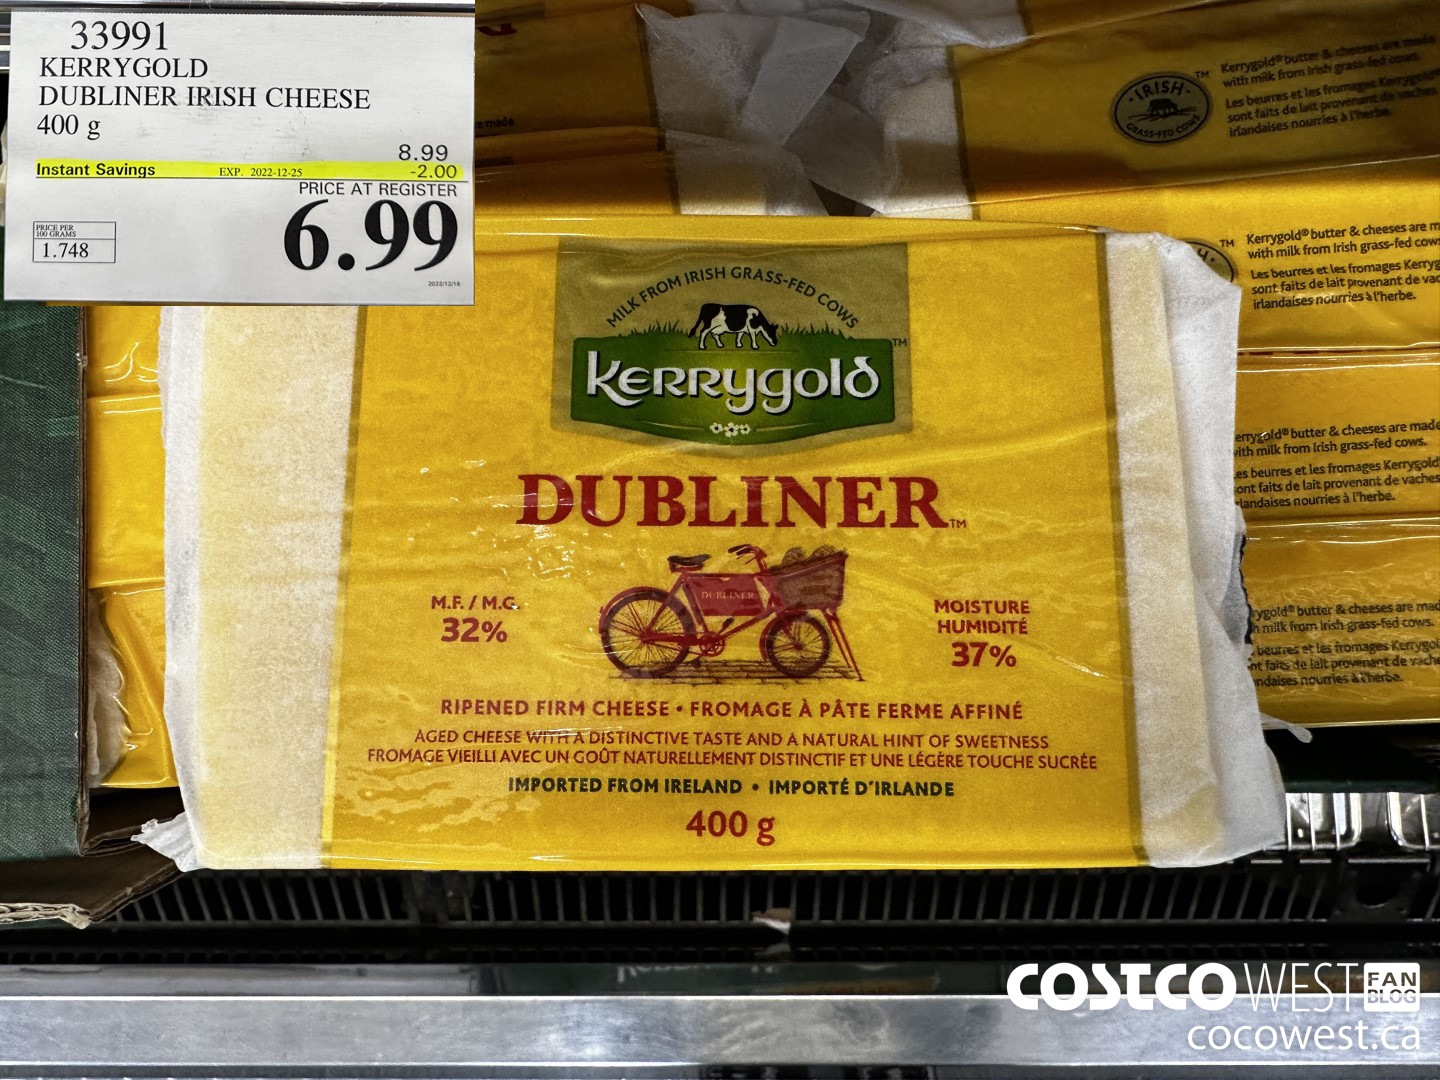 33991
KERRYGOLD
DUBLINER IRISH CHEESE
400 g
8.99
Instant Savings EXP. 2022-12-25 -2.00
PRICE AT REGISTER
6.99
PRICE PER
100 GRAMS
1.748
2022/12/18
MILK FROM IRISH GRASS-FED COWS
Kerrygold TM
DUBLINER TM
DUBLINER
M.F. / M.G.
32%
MOISTURE
HUMIDITÉ
37%
RIPENED FIRM CHEESE • FROMAGE À PÂTE FERME AFFINÉ
AGED CHEESE WITH A DISTINCTIVE TASTE AND A NATURAL HINT OF SWEETNESS
FROMAGE VIEILLI AVEC UN GOÛT NATURELLEMENT DISTINCTIF ET UNE LÉGÈRE TOUCHE SUCRÉE
IMPORTED FROM IRELAND • IMPORTÉ D'IRLANDE
400 g
IRISH TM
GRASS-FED COWS
Kerrygold® butter & cheeses are made
with milk from Irish grass-fed cows.
Les beurres et les fromages Kerrygold®
sont faits de lait provenant de vaches
irlandaises nourries à l'herbe.
TM
Kerrygold® butter & cheeses are
with milk from Irish grass-fed cows
Les beurres et les fromages
sont faits de lait provenant de
irlandaises nourries à l'herbe.
butter & cheeses are made
milk from Irish grass-fed cows.
beurres et les fromages Kerrygold
faits de lait provenant de vaches
nourries à l'herbe.
butter & cheeses are
milk from Irish grass-fed cows.
beurres et les fromages
faits de lait provenant de
nourries à l'herbe.
COSTCO WEST FAN
BLOG
cocowest.ca